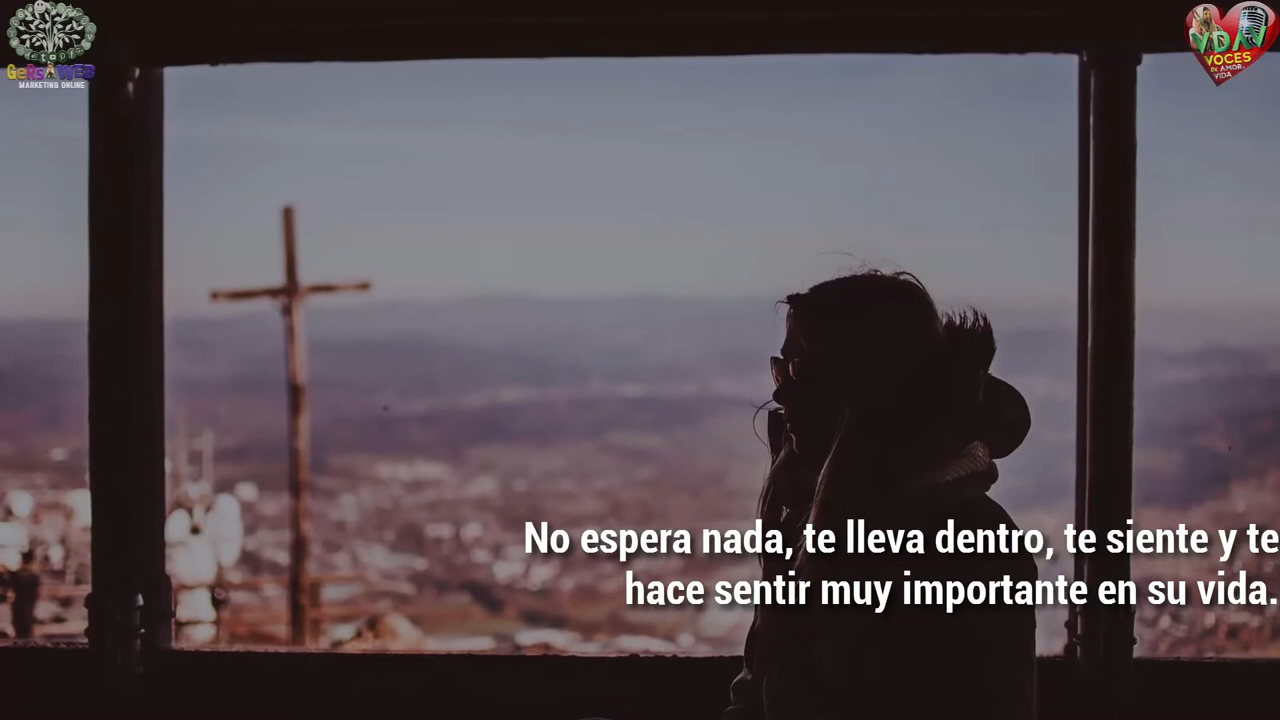 GeRsAWEB
MARKETING ONLINE
VDAV
VOCES
DE AMOR,
VIDA
No espera nada, te lleva dentro, te siente y te
hace sentir muy importante en su vida.